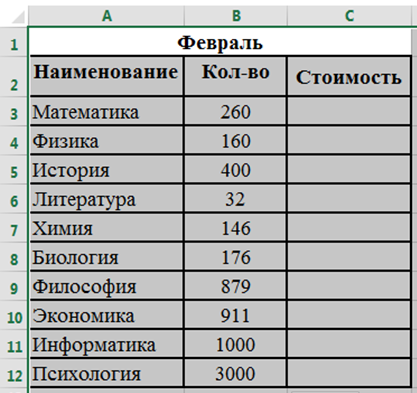 A B C
1 Февраль
2 Наименование Кол-во Стоимость
3 Математика 260
4 Физика 160
5 История 400
6 Литература 32
7 Химия 146
8 Биология 176
9 Философия 879
10 Экономика 911
11 Информатика 1000
12 Психология 3000